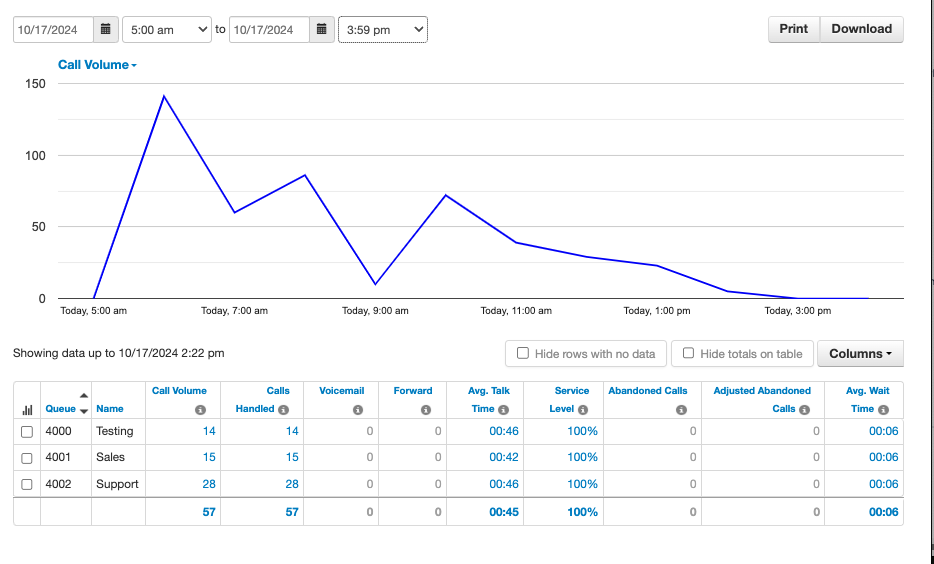 10/17/2024 5:00 am to 10/17/2024 3:59 pm Print Download
Call Volume
150
100
50
0
Today, 5:00 am Today, 7:00 am Today, 9:00 am Today, 11:00 am Today, 1:00 pm Today, 3:00 pm
Showing data up to 10/17/2024 2:22 pm Hide rows with no data Hide totals on table Columns
Call Volume Calls Voicemail Forward Avg. Talk Service Abandoned Calls Adjusted Abandoned Avg. Wait
Queue Name Handled Time Level Calls Time
4000 Testing 14 14 0 0 00:46 100% 0 0 00:06
4001 Sales 15 15 0 0 00:42 100% 0 0 00:06
4002 Support 28 28 0 0 00:46 100% 0 0 00:06
57 57 0 0 00:45 100% 0 0 00:06